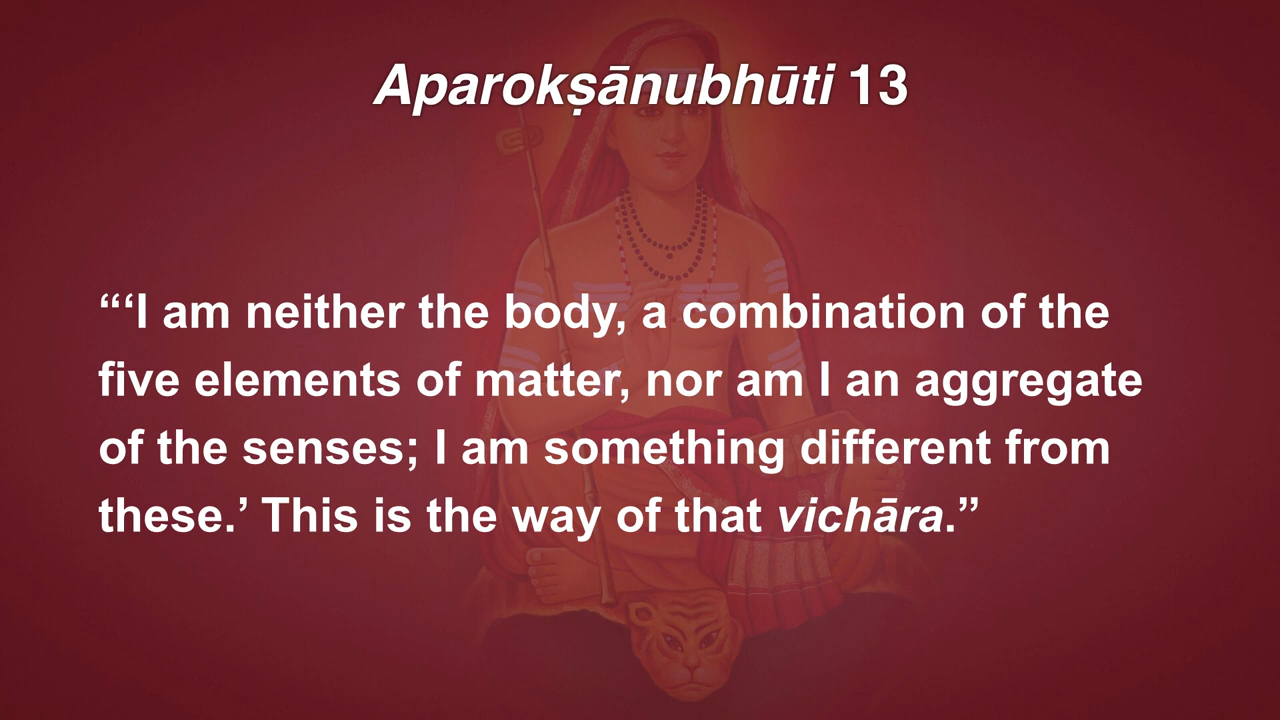 Aparokṣānubhūti 13
“‘I am neither the body, a combination of the
five elements of matter, nor am I an aggregate
of the senses; I am something different from
these.’ This is the way of that vichāra.”